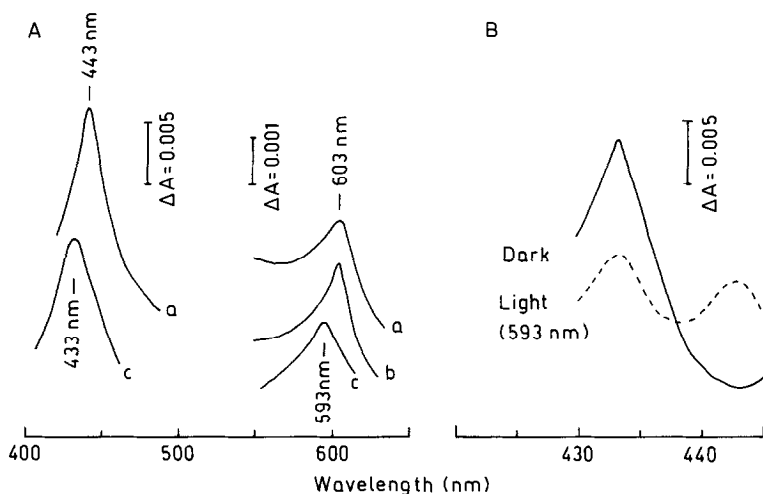 A
443 nm
ΔA = 0.005
ΔA = 0.001
603 nm
433 nm
593nm
a
c
a
b
c
B
ΔA = 0.005
Dark
Light
(593 nm)
400
500
600
430
440
Wavelength (nm)